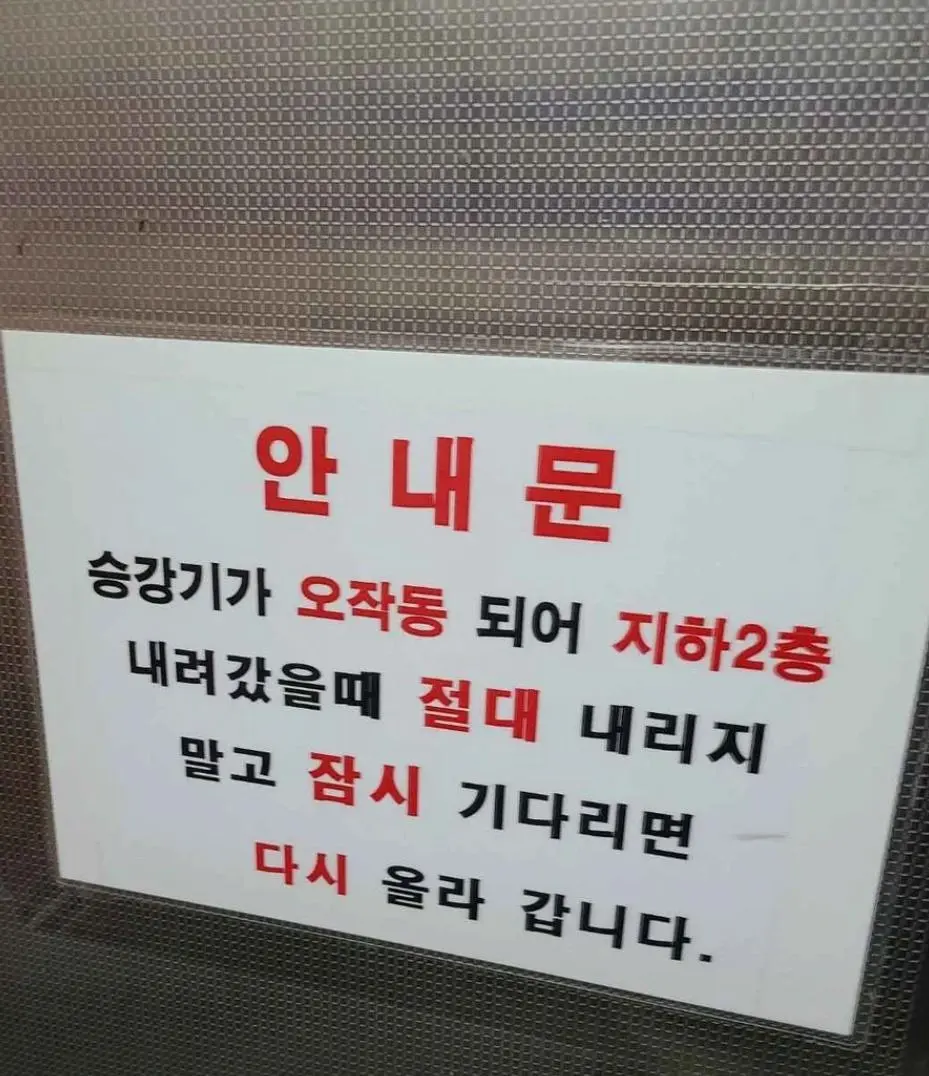 안내문
승강기가 오작동 되어 지하2층
내려갔을때 절대 내리지
말고 잠시 기다리면
다시 올라 갑니다.